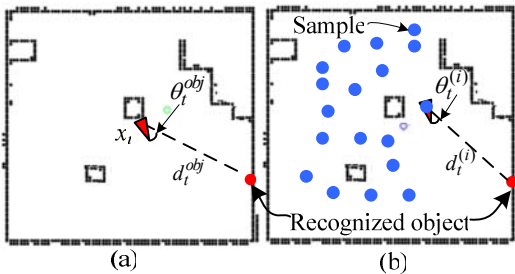 Sample
θ_t^{obj}
θ_t^{(i)}
x_t
d_t^{obj}
d_t^{(i)}
Recognized object
(a)
(b)